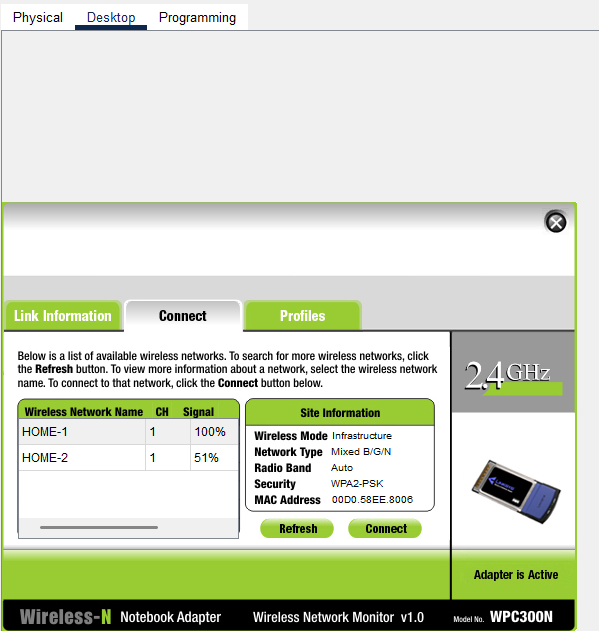 Physical Desktop Programming
Link Information Connect Profiles
Below is a list of available wireless networks. To search for more wireless networks, click
the Refresh button. To view more information about a network, select the wireless network
name. To connect to that network, click the Connect button below.
2.4GHz
Wireless Network Name CH Signal
HOME-1 1 100%
HOME-2 1 51%
Site Information
Wireless Mode Infrastructure
Network Type Mixed B/G/N
Radio Band Auto
Security WPA2-PSK
MAC Address 00D0.58EE.8006
Refresh Connect
Adapter is Active
Wireless-N Notebook Adapter Wireless Network Monitor v1.0 Model No. WPC300N